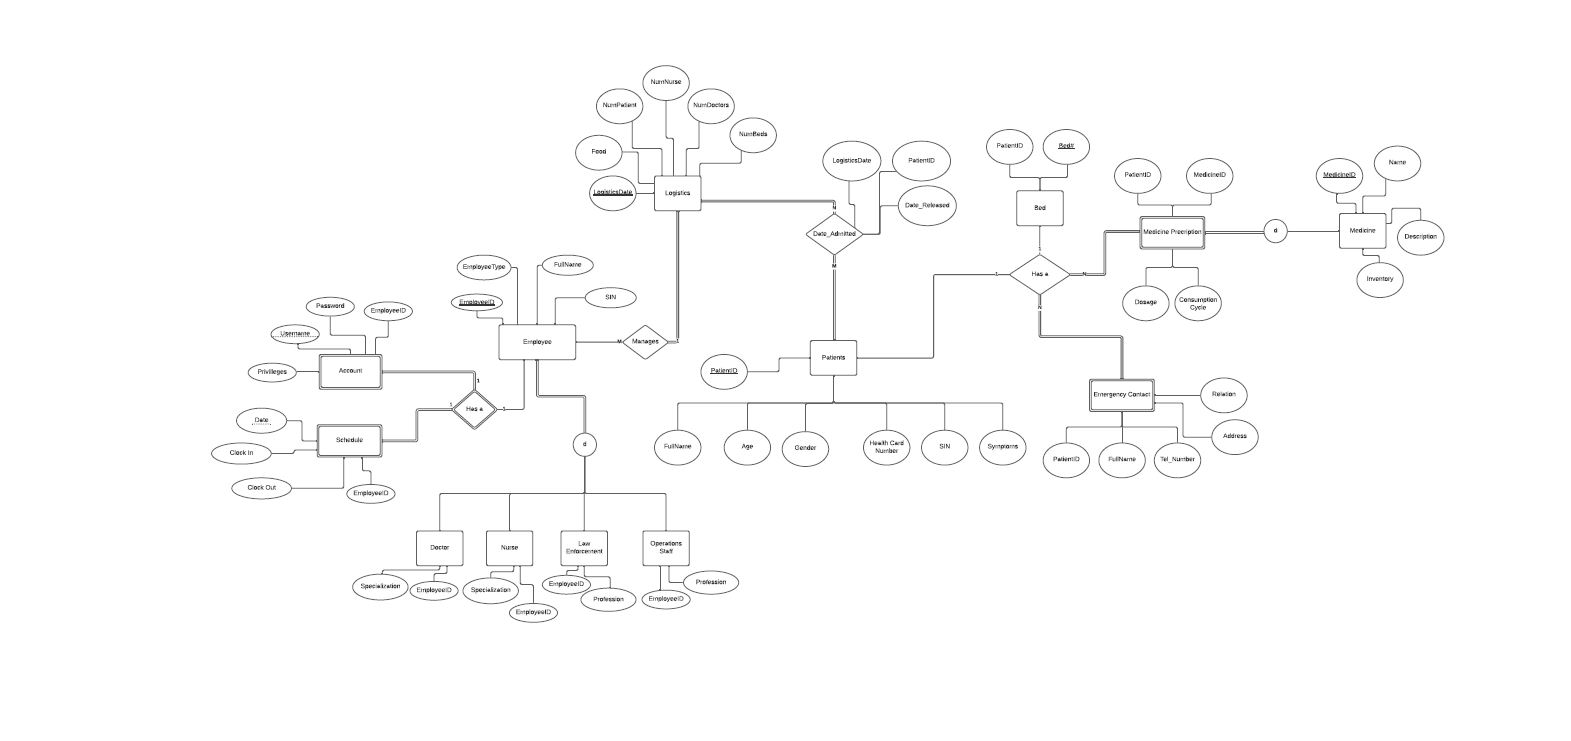 NumNurse
NumPatient
NumDoctors
NumBeds
Food
LogisticsDate
Logistics
LogisticsDate
PatientID
Date_Released
N
Date_Admitted
M
PatientID
Bed#
Bed
1
1
Has a
N
N
PatientID
MedicineID
Medicine Precription
Dosage
Consumption
Cycle
d
MedicineID
Name
Medicine
Description
Inventory
EmployeeType
FullName
EmployeeID
SIN
Employee
M
Manages
1
Password
EmployeeID
Username
Privilleges
Account
1
1
Has a
1
Date
Clock In
Schedule
Clock Out
EmployeeID
Patients
PatientID
FullName
Age
Gender
Health Card
Number
SIN
Symptoms
Emergency Contact
Relation
Address
PatientID
FullName
Tel_Number
d
Doctor
Nurse
Law
Enforcement
Operations
Staff
Specialization
EmployeeID
Specialization
EmployeeID
EmployeeID
Profession
EmployeeID
Profession